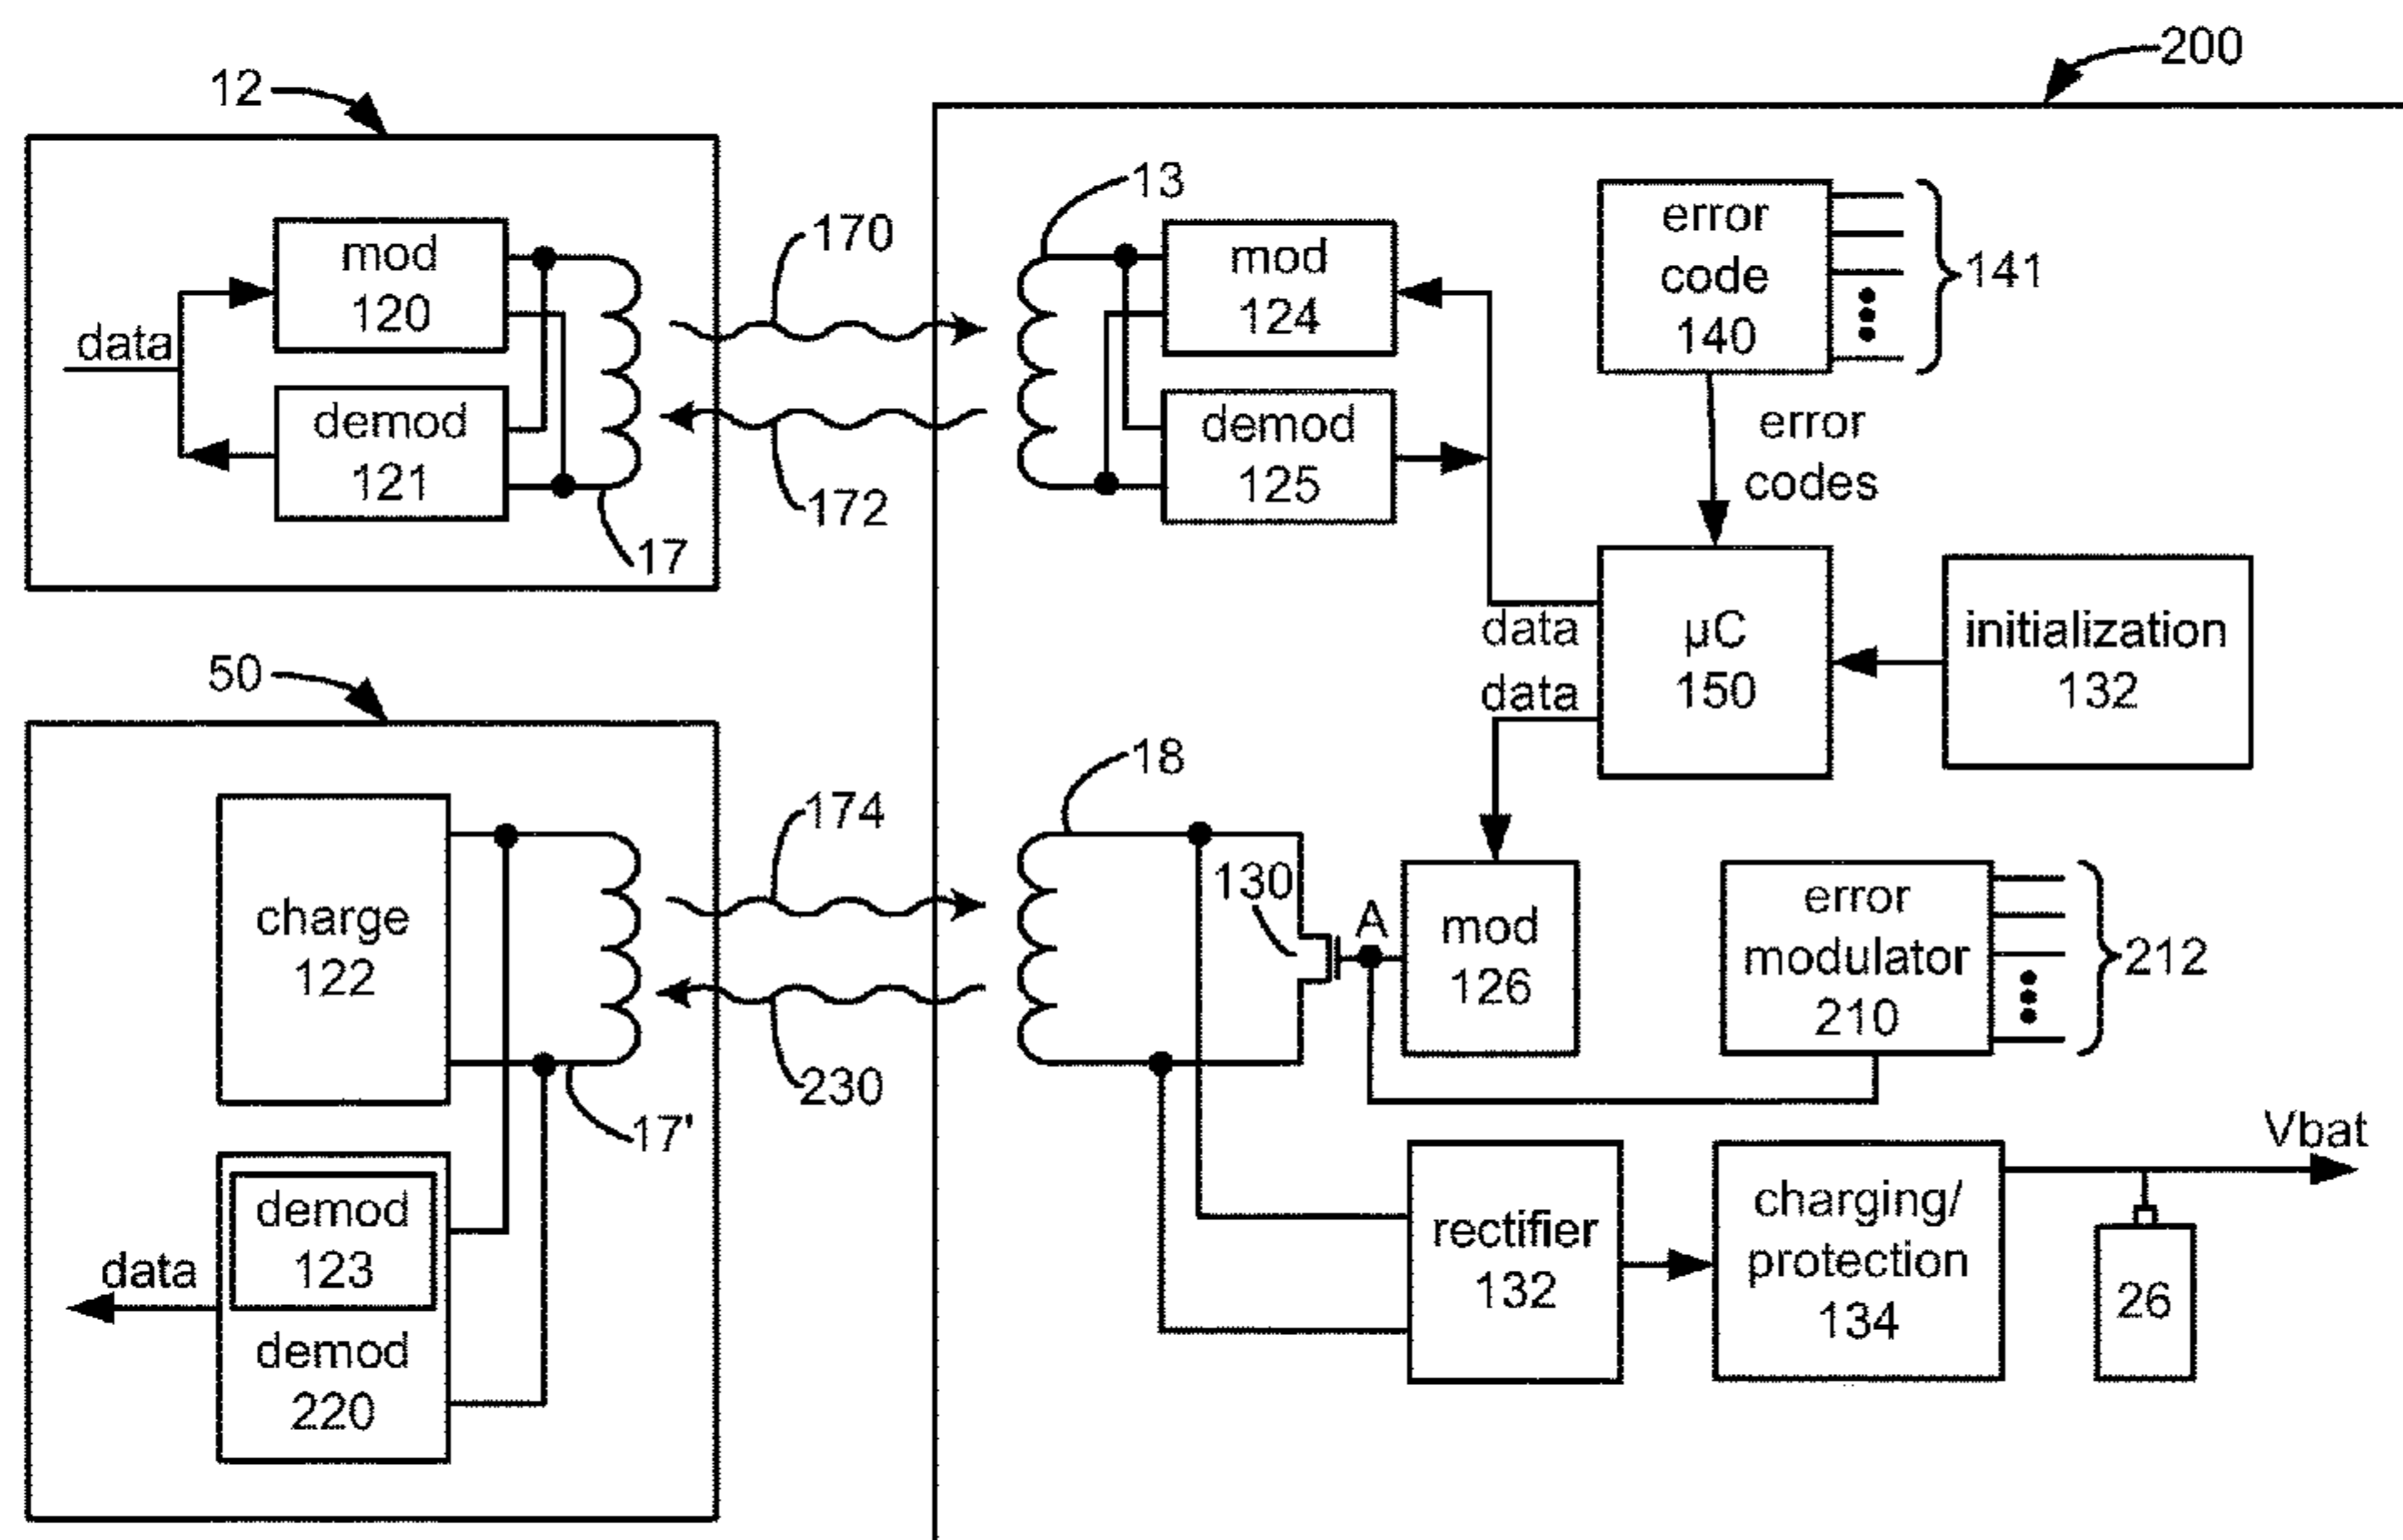 200
12
13
170
mod
120
data
demod
121
17
172
mod
124
demod
125
error
code
140
141
error
codes
data
data
µC
150
initialization
132
50
18
174
charge
122
230
17'
130
A
mod
126
error
modulator
210
212
Vbat
demod
123
data
demod
220
rectifier
132
charging/
protection
134
26